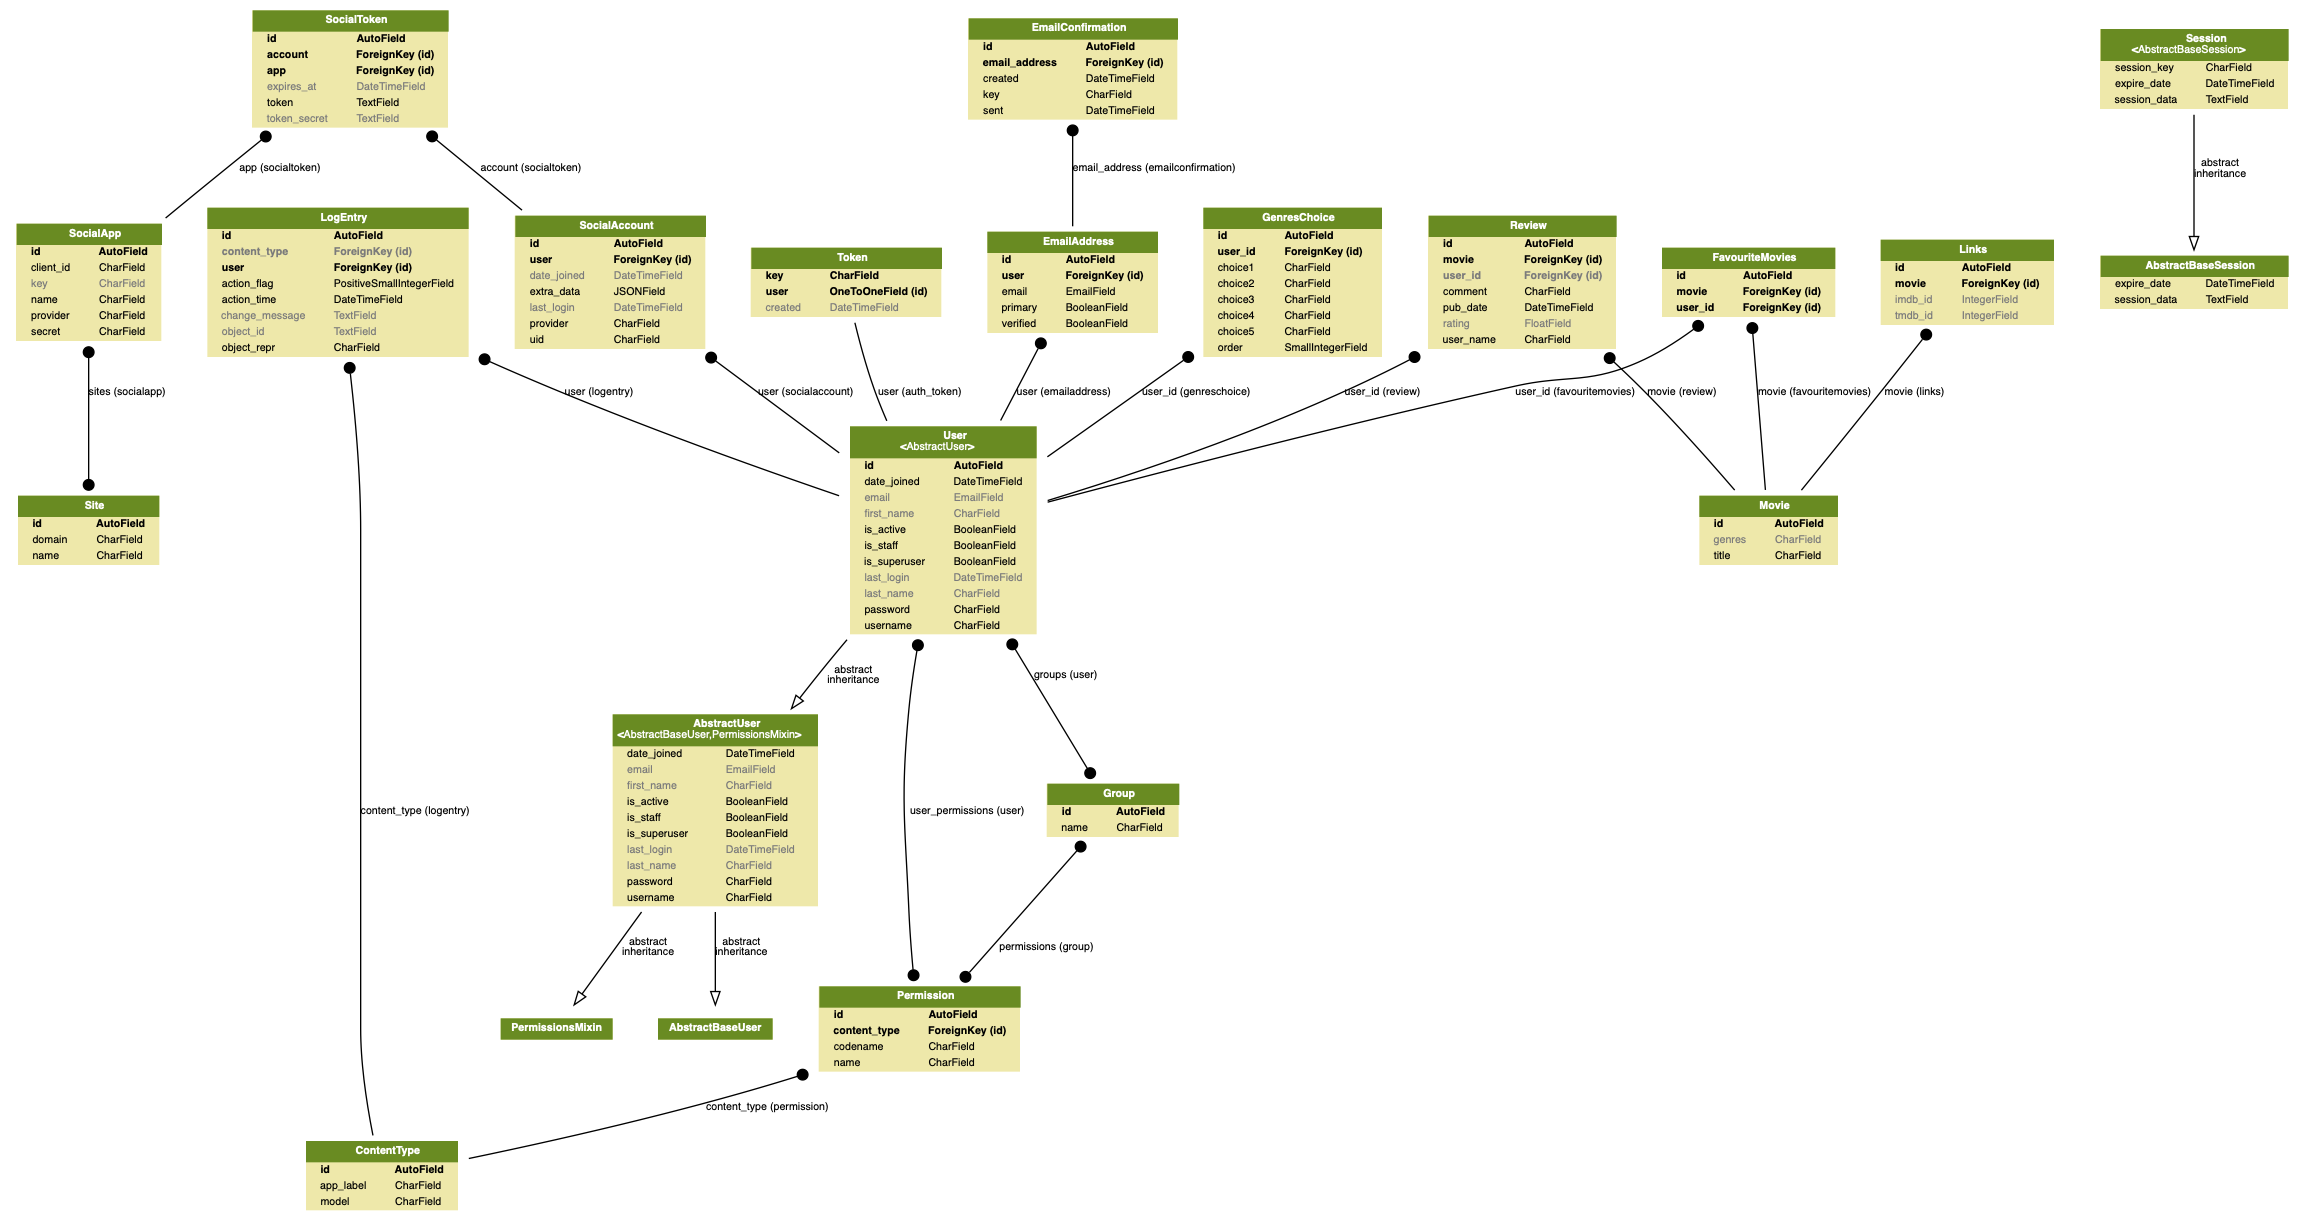 SocialToken
id AutoField
account ForeignKey (id)
app ForeignKey (id)
expires_at DateTimeField
token TextField
token_secret TextField
EmailConfirmation
id AutoField
email_address ForeignKey (id)
created DateTimeField
key CharField
sent DateTimeField
Session
<AbstractBaseSession>
session_key CharField
expire_date DateTimeField
session_data TextField
app (socialtoken)
account (socialtoken)
email_address (emailconfirmation)
abstract
inheritance
SocialApp
id AutoField
client_id CharField
key CharField
name CharField
provider CharField
secret CharField
LogEntry
id AutoField
content_type ForeignKey (id)
user ForeignKey (id)
action_flag PositiveSmallIntegerField
action_time DateTimeField
change_message TextField
object_id TextField
object_repr CharField
SocialAccount
id AutoField
user ForeignKey (id)
date_joined DateTimeField
extra_data JSONField
last_login DateTimeField
provider CharField
uid CharField
Token
key CharField
user OneToOneField (id)
created DateTimeField
EmailAddress
id AutoField
user ForeignKey (id)
email EmailField
primary BooleanField
verified BooleanField
GenresChoice
id AutoField
user_id ForeignKey (id)
choice1 CharField
choice2 CharField
choice3 CharField
choice4 CharField
choice5 CharField
order SmallIntegerField
Review
id AutoField
movie ForeignKey (id)
user_id ForeignKey (id)
comment CharField
pub_date DateTimeField
rating FloatField
user_name CharField
FavouriteMovies
id AutoField
movie ForeignKey (id)
user_id ForeignKey (id)
Links
id AutoField
movie ForeignKey (id)
imdb_id IntegerField
tmdb_id IntegerField
AbstractBaseSession
expire_date DateTimeField
session_data TextField
sites (socialapp)
user (logentry)
user (socialaccount)
user (auth_token)
user (emailaddress)
user_id (genreschoice)
user_id (review)
user_id (favouritemovies)
movie (review)
movie (favouritemovies)
movie (links)
Site
id AutoField
domain CharField
name CharField
User
<AbstractUser>
id AutoField
date_joined DateTimeField
email EmailField
first_name CharField
is_active BooleanField
is_staff BooleanField
is_superuser BooleanField
last_login DateTimeField
last_name CharField
password CharField
username CharField
Movie
id AutoField
genres CharField
title CharField
abstract
inheritance
groups (user)
AbstractUser
<AbstractBaseUser,PermissionsMixin>
date_joined DateTimeField
email EmailField
first_name CharField
is_active BooleanField
is_staff BooleanField
is_superuser BooleanField
last_login DateTimeField
last_name CharField
password CharField
username CharField
content_type (logentry)
user_permissions (user)
Group
id AutoField
name CharField
abstract
inheritance
abstract
inheritance
permissions (group)
PermissionsMixin
AbstractBaseUser
Permission
id AutoField
content_type ForeignKey (id)
codename CharField
name CharField
content_type (permission)
ContentType
id AutoField
app_label CharField
model CharField